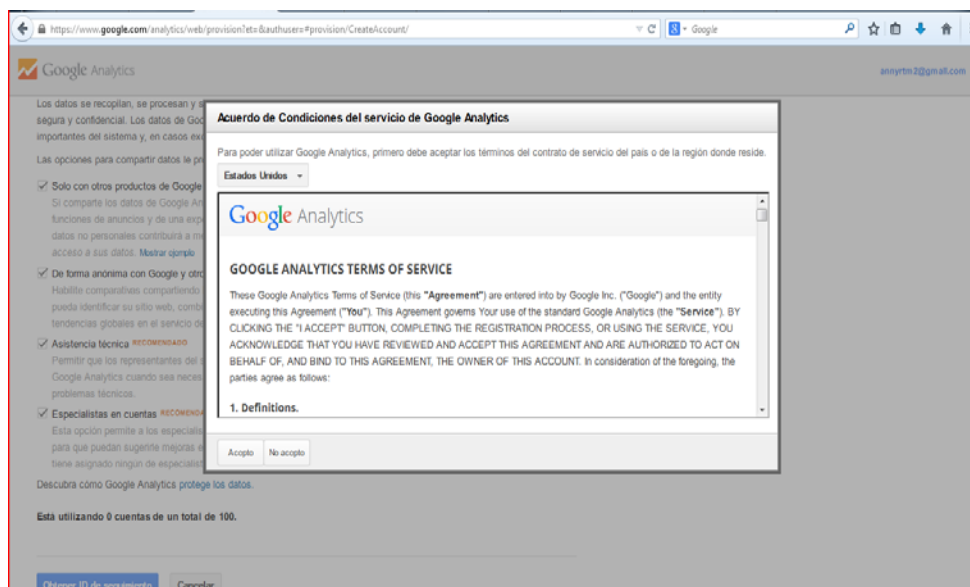 https://www.google.com/analytics/web/provision?et=&authuser=#provision/CreateAccount/
Google
Google Analytics
annyrtm2@gmail.com
Los datos se recopilan, se procesan y
segura y confidencial. Los datos de
importantes del sistema y, en casos
Las opciones para compartir datos le
Solo con otros productos de Google
Si comparte los datos de Google
funciones de anuncios y de una
datos no personales contribuirá a
acceso a sus datos. Mostrar ejemplo
De forma anónima con Google y
Habilite comparativas compartiendo
pueda identificar su sitio web,
tendencias globales en el servicio de
Asistencia técnica RECOMENDADO
Permitir que los representantes del
Google Analytics cuando sea
problemas técnicos.
Especialistas en cuentas
Esta opción permite a los
para que puedan sugerirle mejoras
tiene asignado ningún de especialist
Descubra cómo Google Analytics protege los datos.
Está utilizando 0 cuentas de un total de 100.
Obtener ID de seguimiento
Cancelar
Acuerdo de Condiciones del servicio de Google Analytics
Para poder utilizar Google Analytics, primero debe aceptar los términos del contrato de servicio del país o de la región donde reside.
Estados Unidos
Google Analytics
GOOGLE ANALYTICS TERMS OF SERVICE
These Google Analytics Terms of Service (this "Agreement") are entered into by Google Inc. ("Google") and the entity
executing this Agreement ("You"). This Agreement governs Your use of the standard Google Analytics (the "Service"). BY
CLICKING THE "I ACCEPT" BUTTON, COMPLETING THE REGISTRATION PROCESS, OR USING THE SERVICE, YOU
ACKNOWLEDGE THAT YOU HAVE REVIEWED AND ACCEPT THIS AGREEMENT AND ARE AUTHORIZED TO ACT ON
BEHALF OF, AND BIND TO THIS AGREEMENT, THE OWNER OF THIS ACCOUNT. In consideration of the foregoing, the
parties agree as follows:
1. Definitions.
Acepto
No acepto